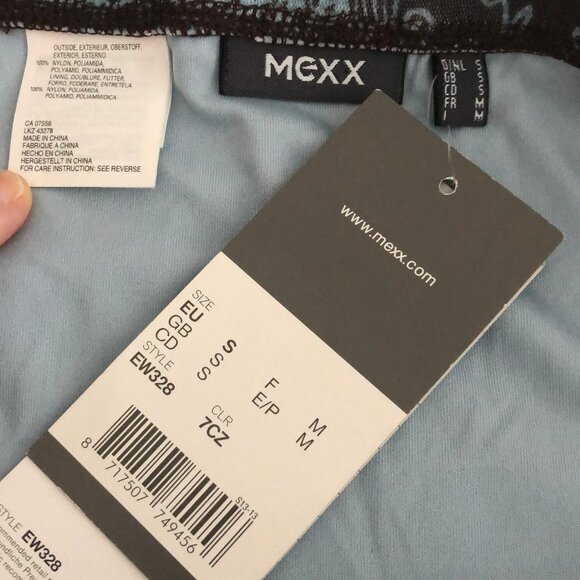 OUTSIDE, EXTERIEUR, OBERSTOFF,
EXTERIOR, ESTERNO
100% NYLON, POLIAMIDA,
POLYAMID, POLIAMMIDICA
LINING, DOUBLURE, FUTTER,
FORRO, FODERARE, ENTRETELA
100% NYLON, POLIAMIDA,
POLYAMID, POLIAMMIDICA
CA 07558
LKZ 43278
MADE IN CHINA
FABRIQUE A CHINA
HECHO EN CHINA
HERGESTELLT IN CHINA
FOR CARE INSTRUCTION: SEE REVERSE
MEXX
D/NL S
GB S
CD S
FR M
I M
www.mexx.com
SIZE
EU S F M
GB S E/P M
CD S
STYLE CLR
EW328 7CZ
S13-13
8 717507 749456
STYLE EW328